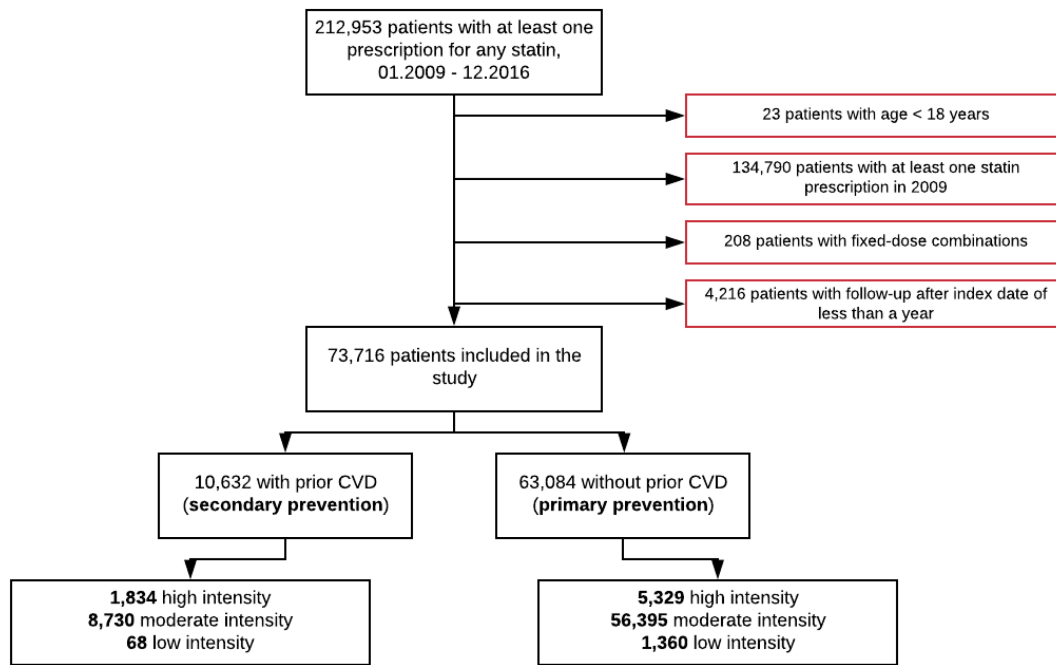 212,953 patients with at least one
prescription for any statin,
01.2009 - 12.2016
23 patients with age < 18 years
134,790 patients with at least one statin
prescription in 2009
208 patients with fixed-dose combinations
4,216 patients with follow-up after index date of
less than a year
73,716 patients included in the
study
10,632 with prior CVD
(secondary prevention)
63,084 without prior CVD
(primary prevention)
1,834 high intensity
8,730 moderate intensity
68 low intensity
5,329 high intensity
56,395 moderate intensity
1,360 low intensity